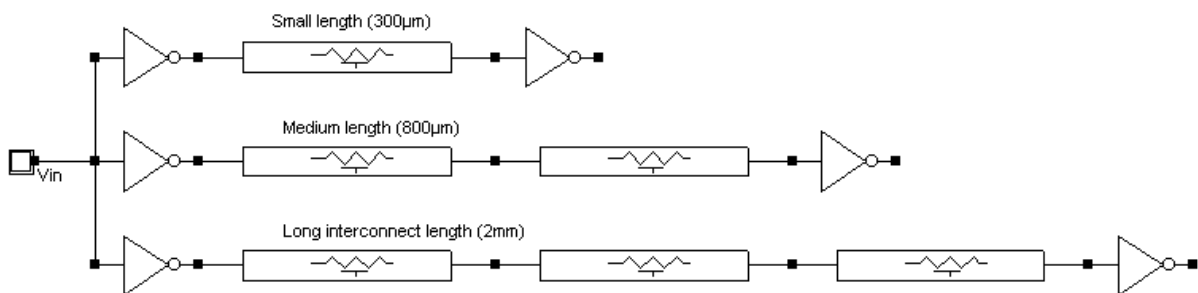 Small length (300µm)
Medium length (800µm)
Vin
Long interconnect length (2mm)